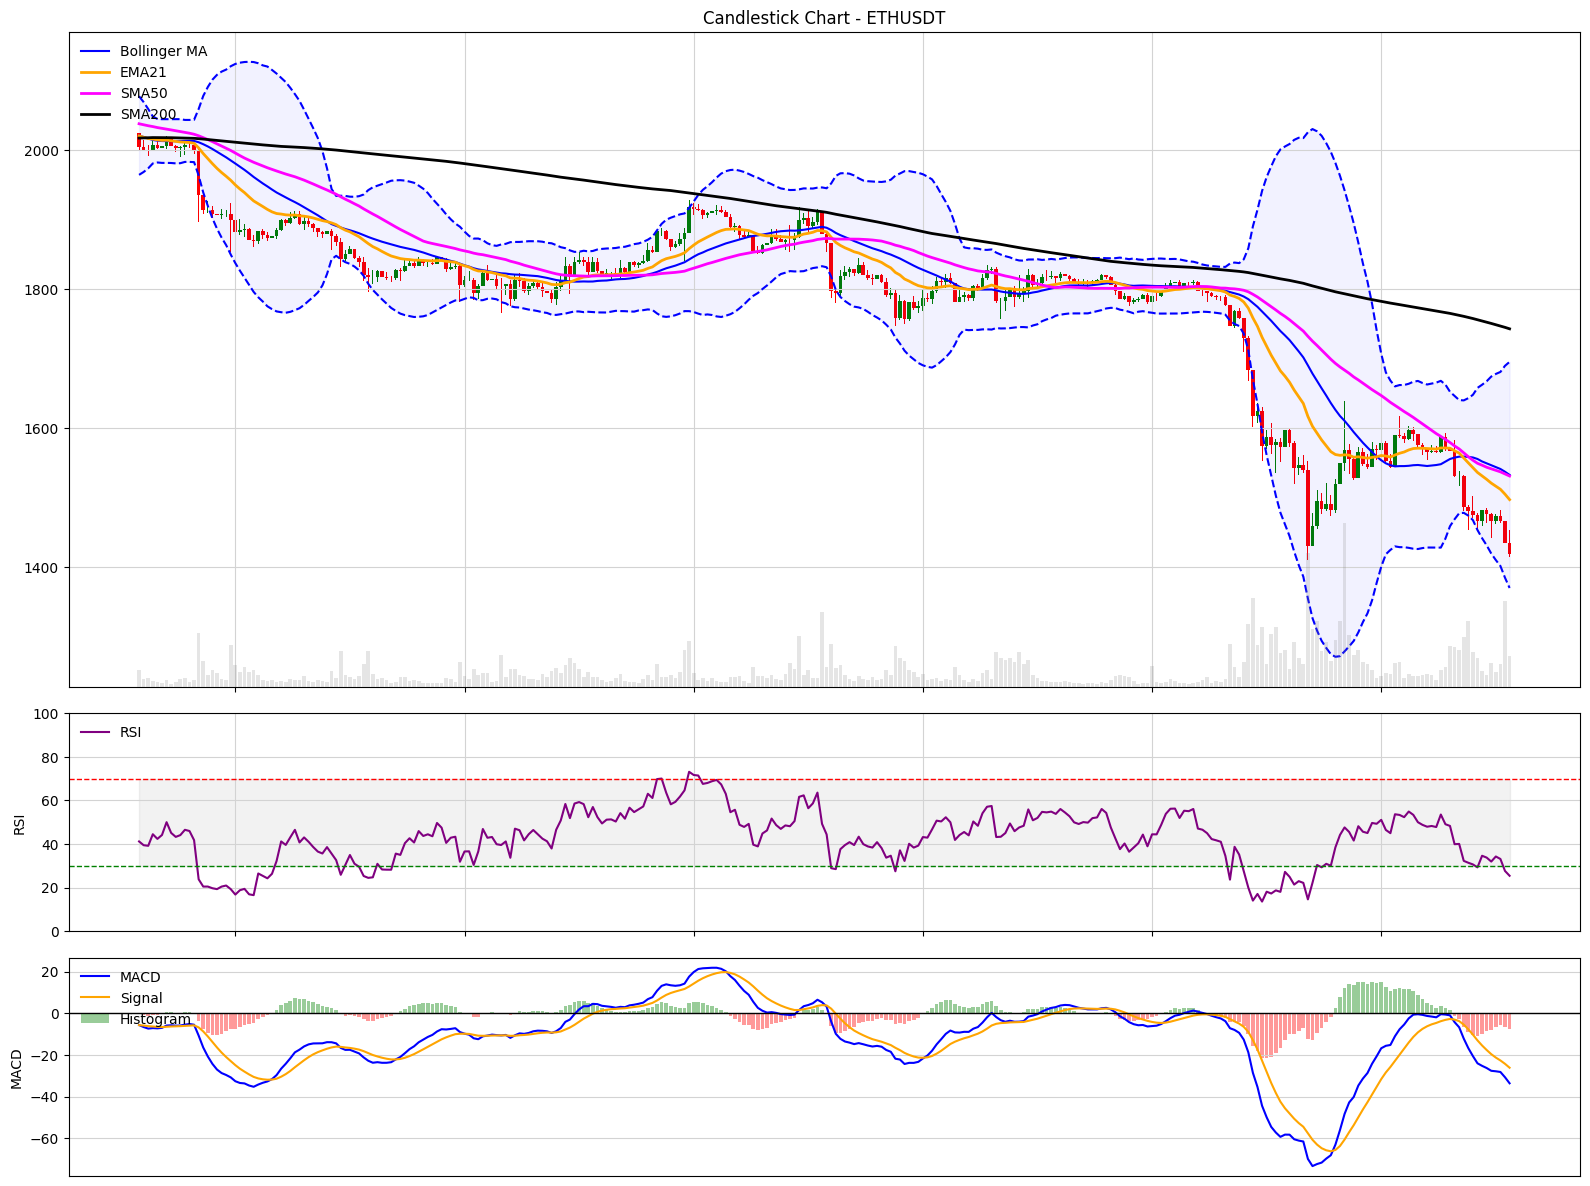 Candlestick Chart - ETHUSDT
Bollinger MA
EMA21
SMA50
SMA200
2000
1800
1600
1400
100
80
60
40
20
0
RSI
RSI
20
0
−20
−40
−60
MACD
MACD
Signal
Histogram